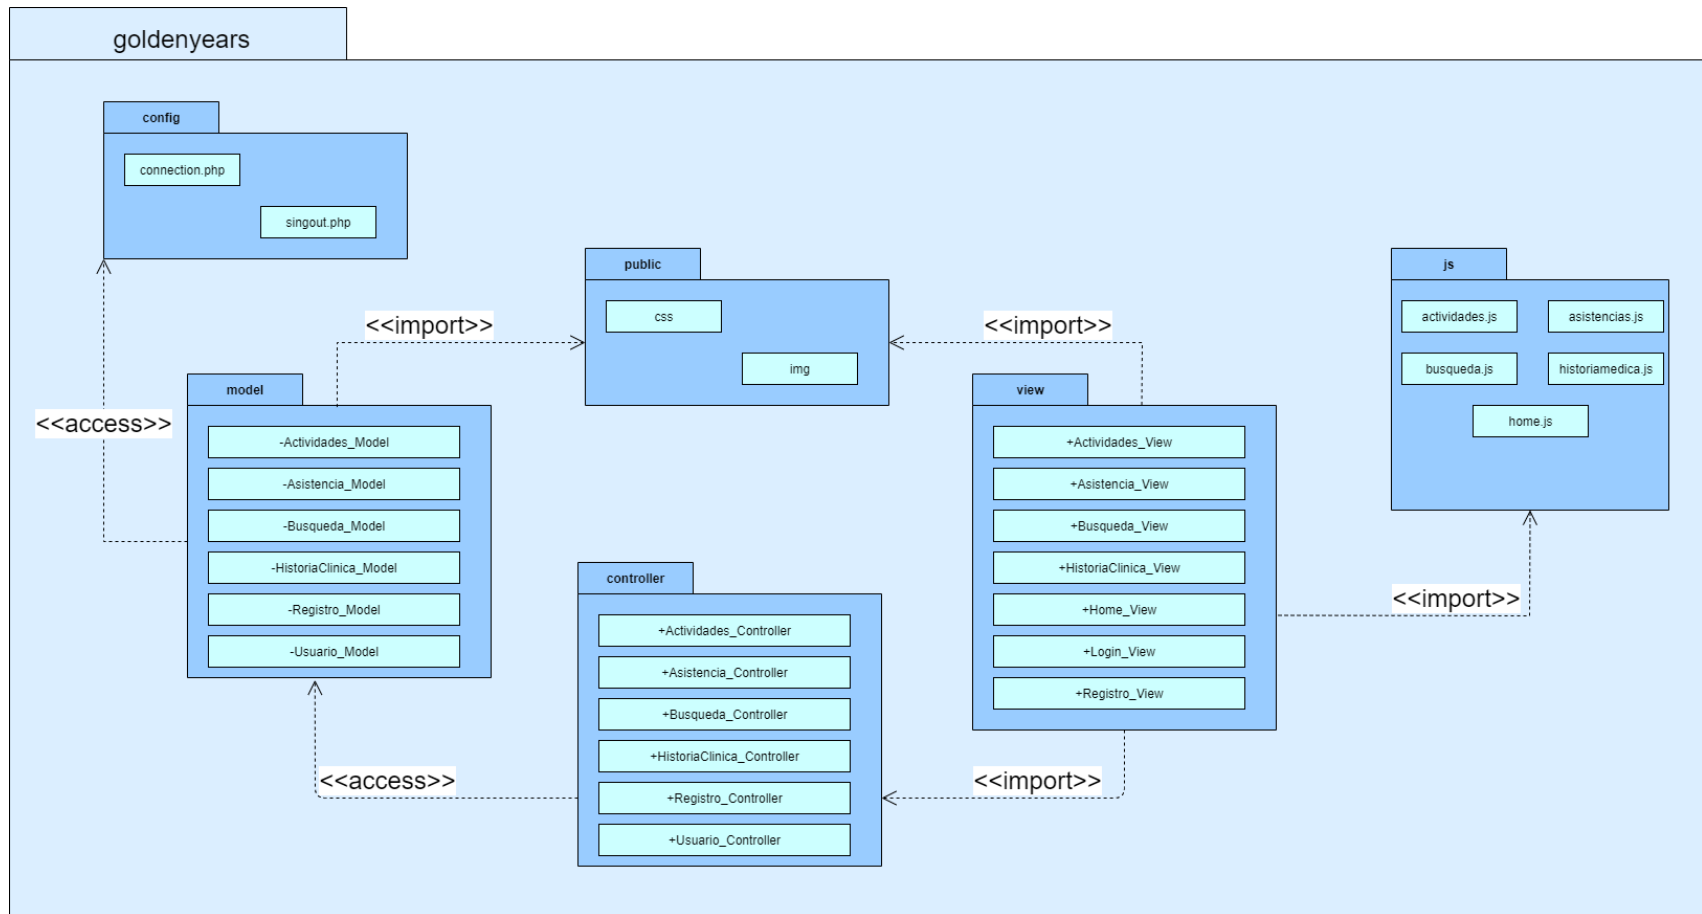 goldenyears
config
connection.php
singout.php
public
css
img
js
actividades.js
asistencias.js
busqueda.js
historiamedica.js
home.js
<<import>>
<<import>>
<<access>>
model
-Actividades_Model
-Asistencia_Model
-Busqueda_Model
-HistoriaClinica_Model
-Registro_Model
-Usuario_Model
view
+Actividades_View
+Asistencia_View
+Busqueda_View
+HistoriaClinica_View
+Home_View
+Login_View
+Registro_View
<<import>>
controller
+Actividades_Controller
+Asistencia_Controller
+Busqueda_Controller
+HistoriaClinica_Controller
+Registro_Controller
+Usuario_Controller
<<access>>
<<import>>